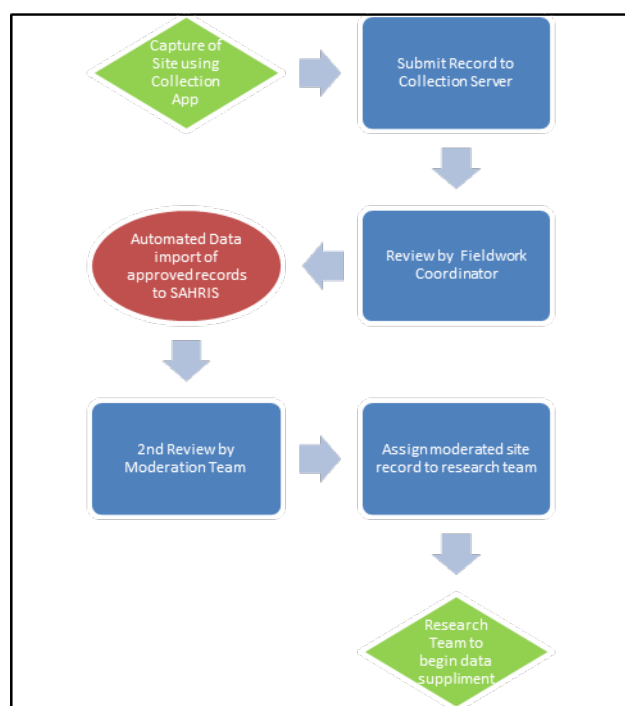 Capture of
Site using
Collection
App
Submit Record to
Collection Server
Review by Fieldwork
Coordinator
Automated Data
import of
approved records
to SAHRIS
2nd Review by
Moderation Team
Assign moderated site
record to research team
Research
Team to
begin data
suppliment